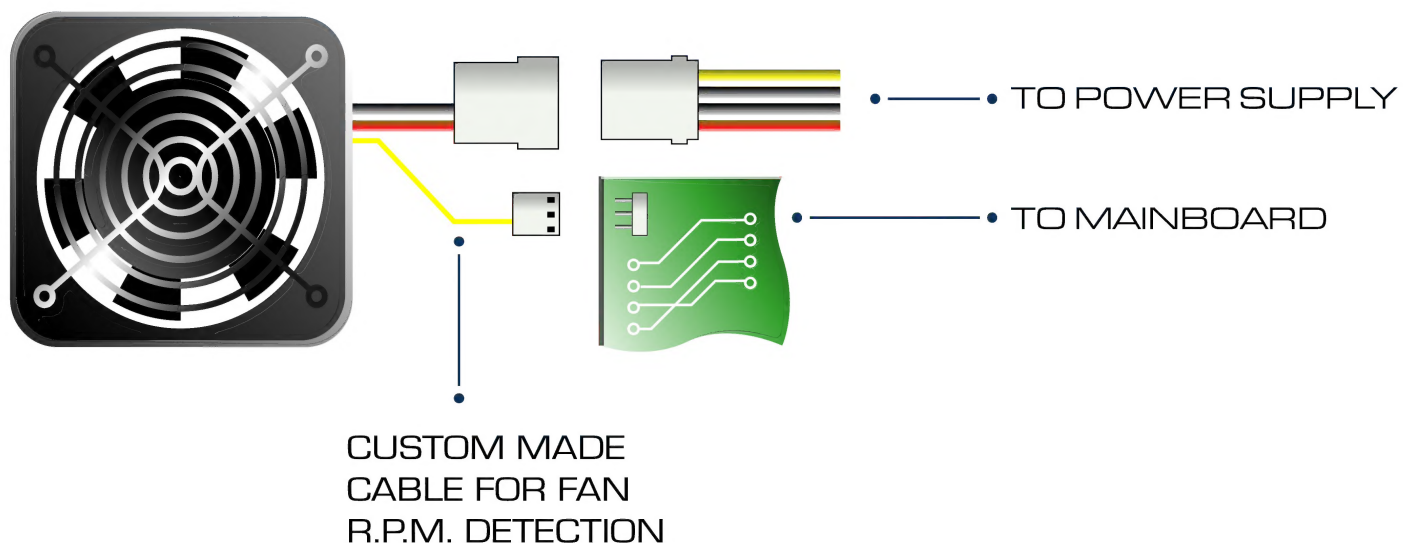 TO POWER SUPPLY
TO MAINBOARD
CUSTOM MADE
CABLE FOR FAN
R.P.M. DETECTION